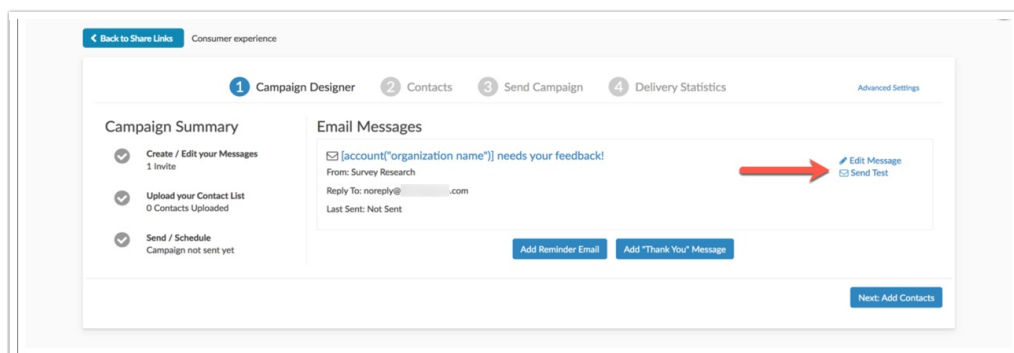 Back to Share Links Consumer experience
1 Campaign Designer 2 Contacts 3 Send Campaign 4 Delivery Statistics Advanced Settings
Campaign Summary
Create / Edit your Messages
1 Invite
Upload your Contact List
0 Contacts Uploaded
Send / Schedule
Campaign not sent yet
Email Messages
[account("organization name")] needs your feedback!
From: Survey Research
Reply To: noreply@ .com
Last Sent: Not Sent
Edit Message
Send Test
Add Reminder Email Add "Thank You" Message
Next: Add Contacts